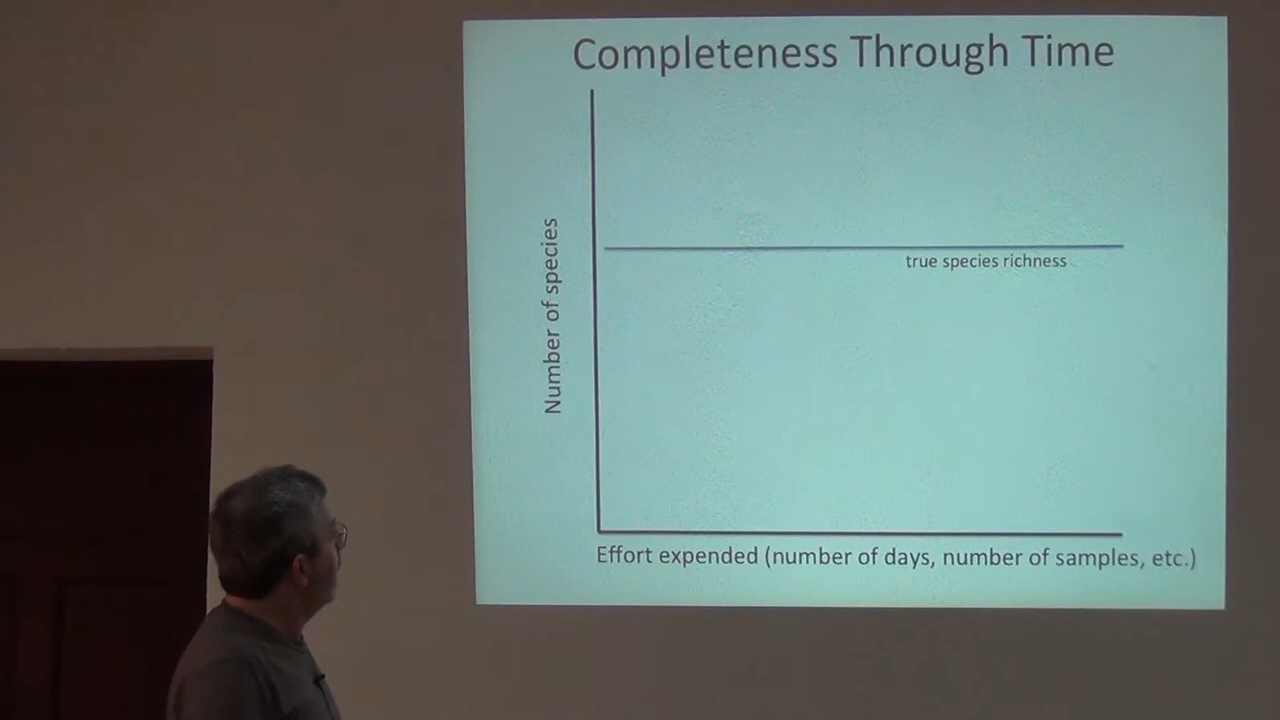 Completeness Through Time
Number of species
true species richness
Effort expended (number of days, number of samples, etc.)